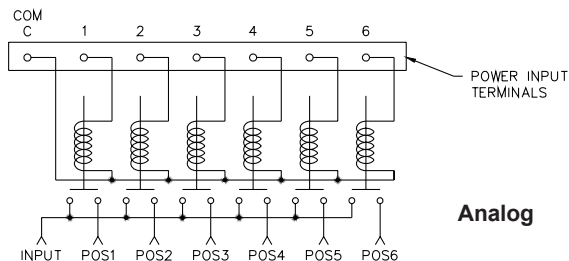 COM
C 1 2 3 4 5 6
POWER INPUT
TERMINALS
Analog
INPUT POS1 POS2 POS3 POS4 POS5 POS6